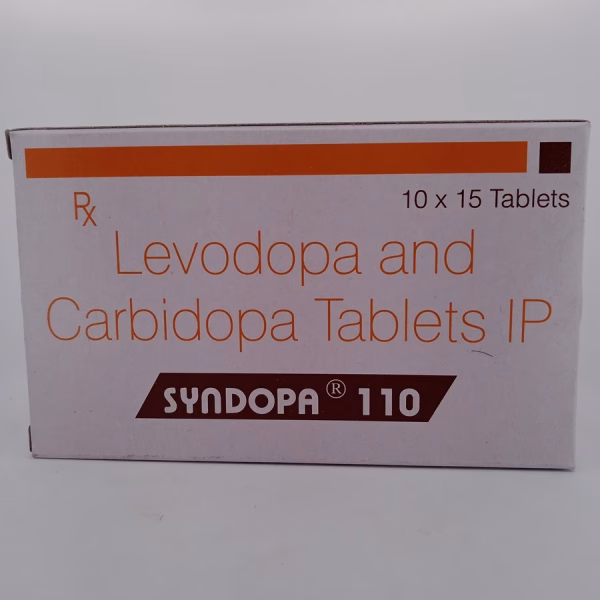 10 x 15 Tablets
Rx
Levodopa and
Carbidopa Tablets IP
SYNDOPA® 110